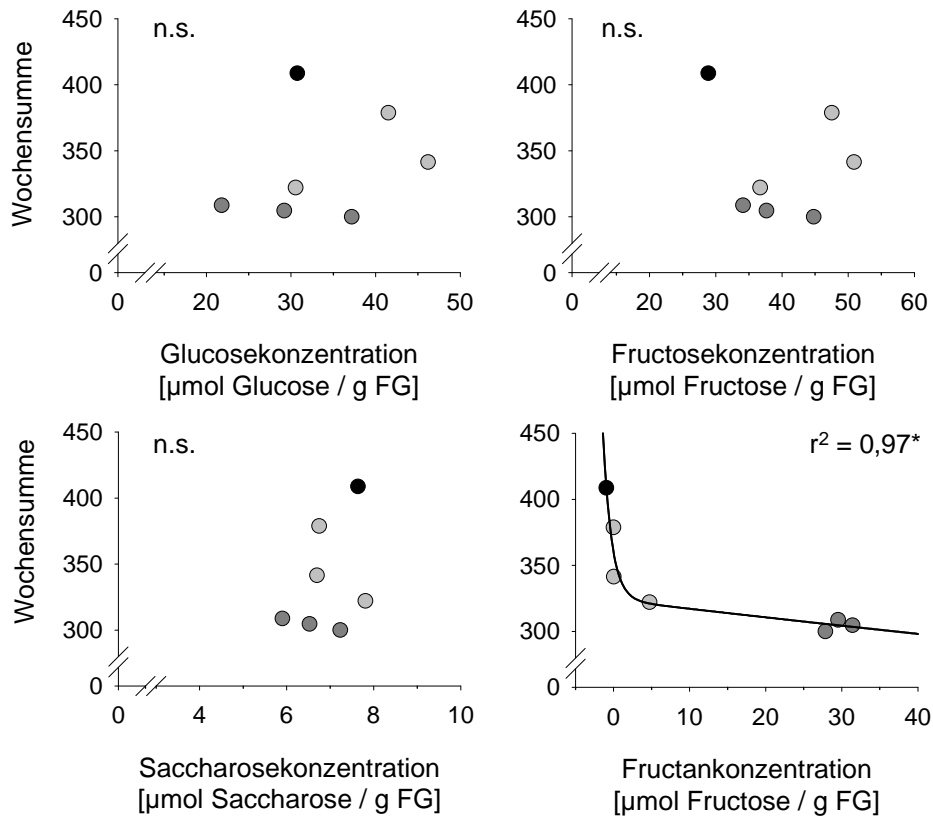 Wochensumme
450
400
350
300
0
n.s.
0
20
30
40
50
Glucosekonzentration
[µmol Glucose / g FG]
450
400
350
300
0
n.s.
0
20
30
40
50
60
Fructosekonzentration
[µmol Fructose / g FG]
Wochensumme
450
400
350
300
0
n.s.
0
4
6
8
10
Saccharosekonzentration
[µmol Saccharose / g FG]
450
400
350
300
0
r² = 0,97*
0
10
20
30
40
Fructankonzentration
[µmol Fructose / g FG]